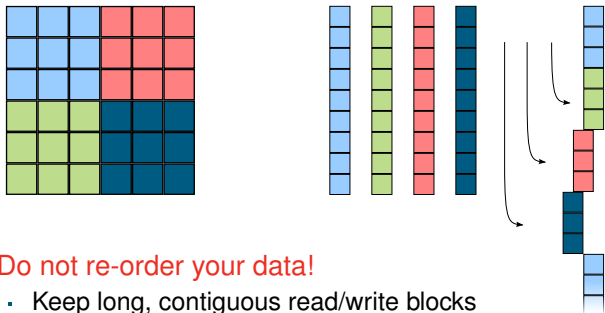 Do not re-order your data!
Keep long, contiguous read/write blocks